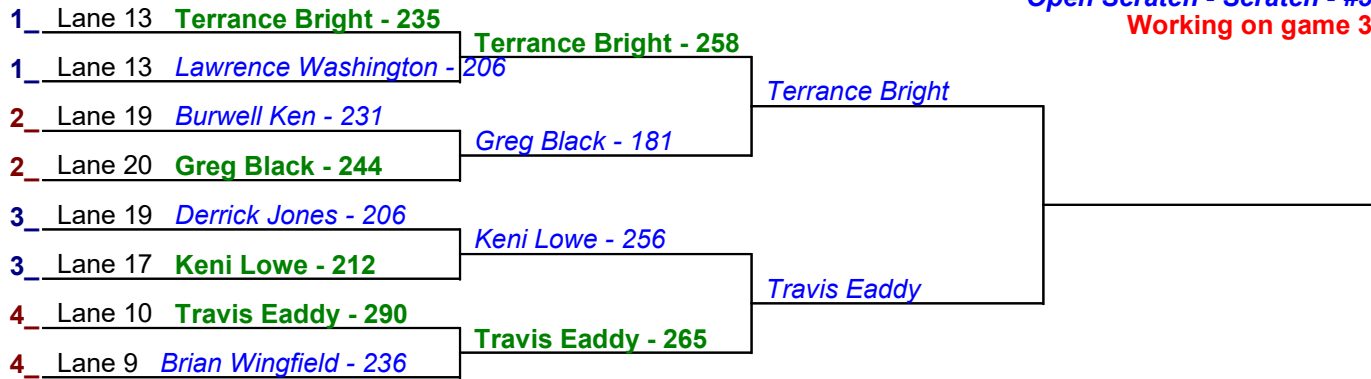 Open Scratch - Scratch - #3
Working on game 3
1_ Lane 13 Terrance Bright - 235
1_ Lane 13 Lawrence Washington - 206
2_ Lane 19 Burwell Ken - 231
2_ Lane 20 Greg Black - 244
3_ Lane 19 Derrick Jones - 206
3_ Lane 17 Keni Lowe - 212
4_ Lane 10 Travis Eaddy - 290
4_ Lane 9 Brian Wingfield - 236
Terrance Bright - 258
Greg Black - 181
Keni Lowe - 256
Travis Eaddy - 265
Terrance Bright
Travis Eaddy